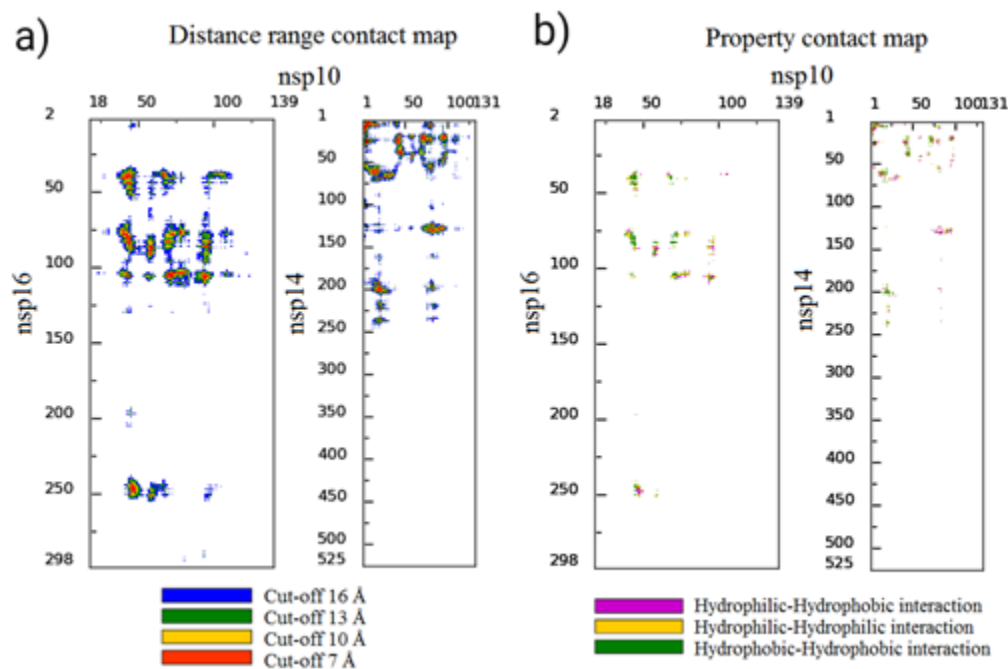 a)
Distance range contact map
nsp10
18 50 100 139
1 50 100 131
2
50
100
150
200
250
298
nsp16
1
50
100
150
200
250
300
350
400
450
500
525
nsp14
Cut-off 16 Å
Cut-off 13 Å
Cut-off 10 Å
Cut-off 7 Å
b)
Property contact map
nsp10
18 50 100 139
1 50 100 131
2
50
100
150
200
250
298
nsp16
1
50
100
150
200
250
300
350
400
450
500
525
nsp14
Hydrophilic-Hydrophobic interaction
Hydrophilic-Hydrophilic interaction
Hydrophobic-Hydrophobic interaction